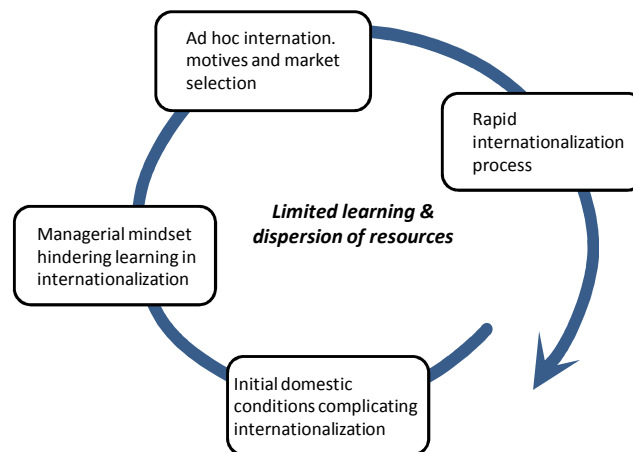 Ad hoc internation.
motives and market
selection
Rapid
internationalization
process
Limited learning &
dispersion of resources
Managerial mindset
hindering learning in
internationalization
Initial domestic
conditions complicating
internationalization